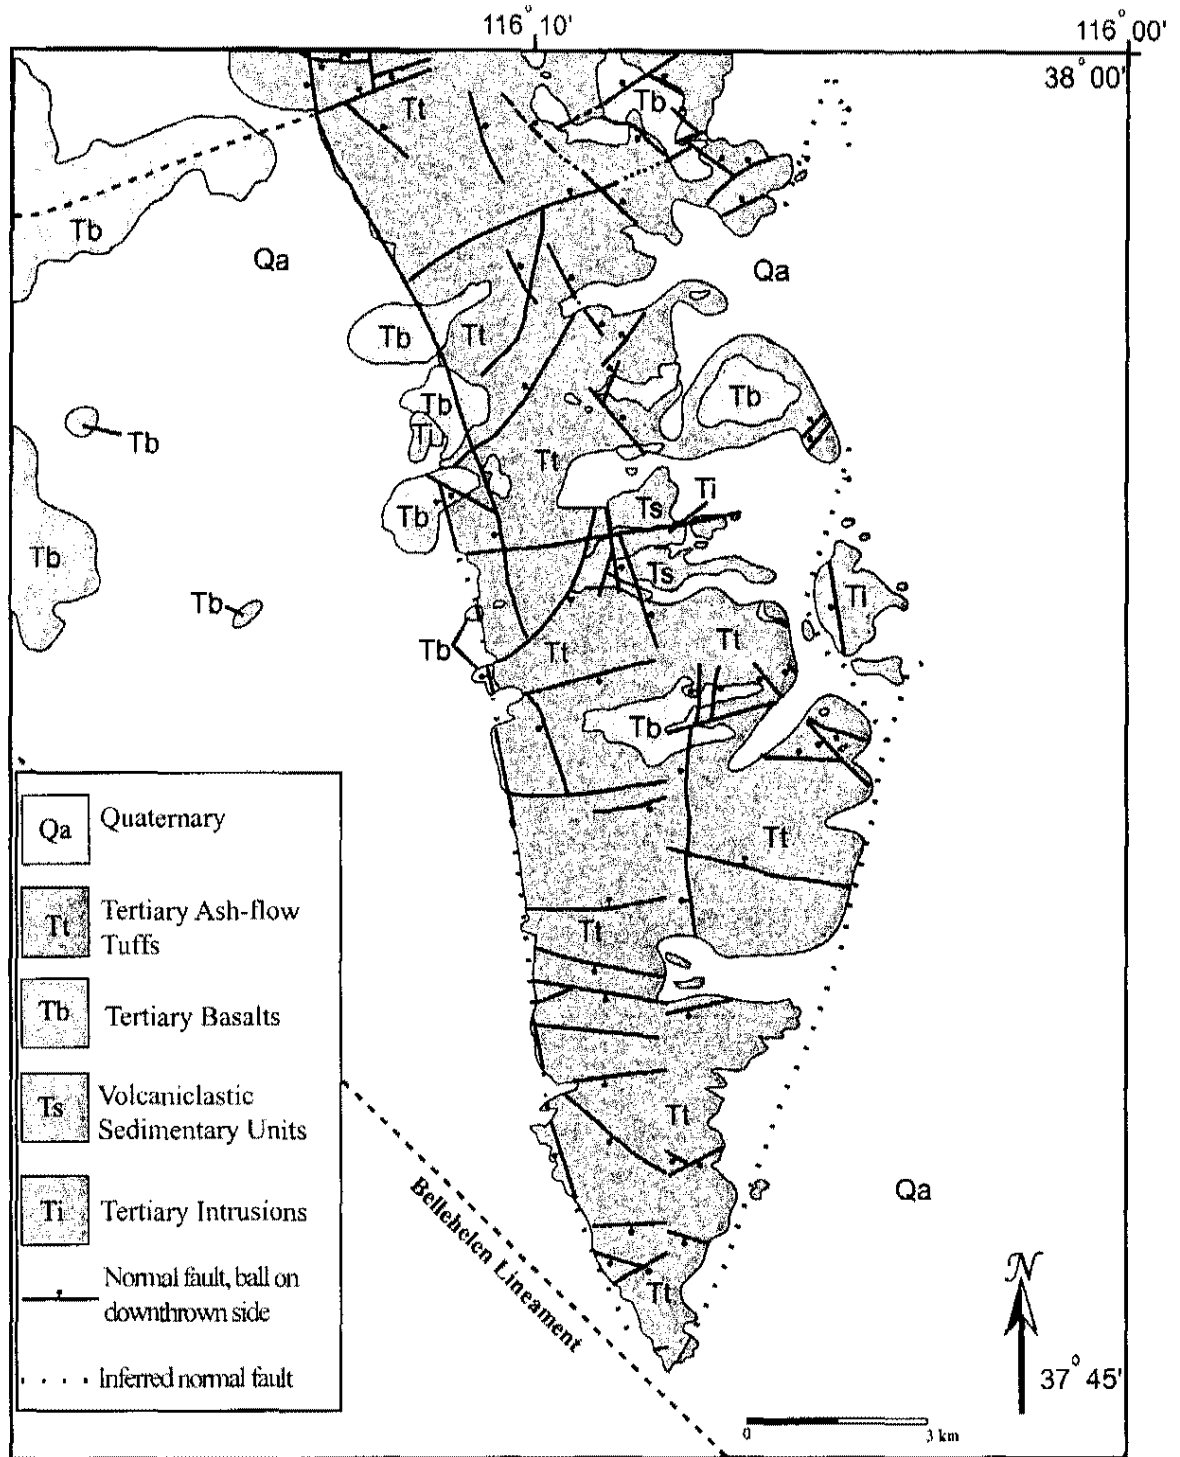 116° 10'
116° 00'
38° 00'
Tt
Tb
Tb
Qa
Qa
Tb
Tt
Tb
Tb
Ti
Tb
Tt
Tb
Ts
Ti
Tb
Ts
Tb
Ti
Tb
Tt
Tt
Tb
Tt
Tt
Tt
Qa
Tt
Qa Quaternary
Tt Tertiary Ash-flow
Tuffs
Tb Tertiary Basalts
Ts Volcaniclastic
Sedimentary Units
Ti Tertiary Intrusions
Normal fault, ball on
downthrown side
Inferred normal fault
Bellehelen Lineament
N
37° 45'
0 3 km